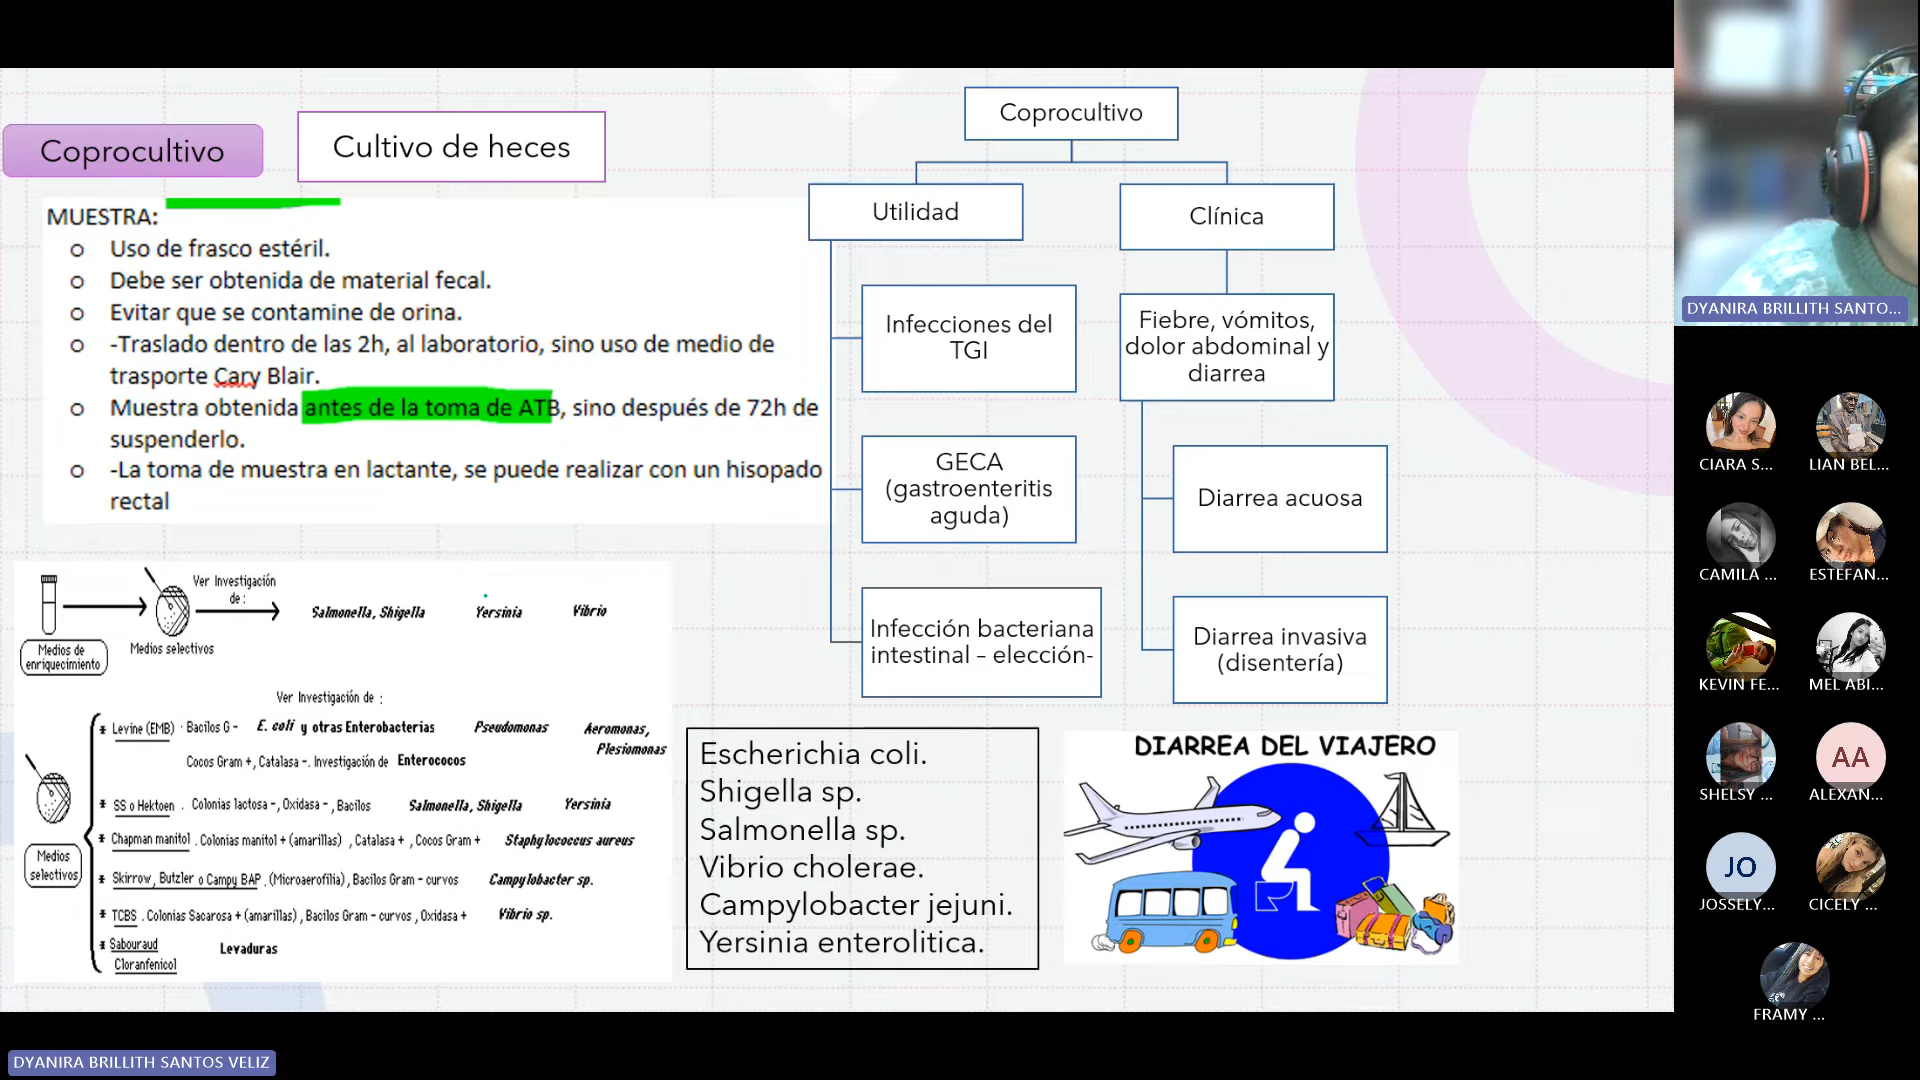 Coprocultivo
Cultivo de heces
MUESTRA:
o Uso de frasco estéril.
o Debe ser obtenida de material fecal.
o Evitar que se contamine de orina.
o -Traslado dentro de las 2h, al laboratorio, sino uso de medio de
trasporte Cary Blair.
o Muestra obtenida antes de la toma de ATB, sino después de 72h de
suspenderlo.
o -La toma de muestra en lactante, se puede realizar con un hisopado
rectal
Coprocultivo
Utilidad
Clínica
Infecciones del
TGI
GECA
(gastroenteritis
aguda)
Infección bacteriana
intestinal – elección-
Fiebre, vómitos,
dolor abdominal y
diarrea
Diarrea acuosa
Diarrea invasiva
(disentería)
Medios de
enriquecimiento
Medios selectivos
Ver Investigación
de :
Salmonella, Shigella
Yersinia
Vibrio
Ver Investigación de :
Medios
selectivos
* Levine (EMB) · Bacilos G - E. coli y otras Enterobacterias Pseudomonas Aeromonas,
Plesiomonas
Cocos Gram +, Catalasa -. Investigación de Enterococos
* SS o Hektoen . Colonias lactosa -, Oxidasa -, Bacilos Salmonella, Shigella Yersinia
* Chapman manitol . Colonias manitol + (amarillas) , Catalasa + , Cocos Gram + Staphylococcus aureus
* Skirrow, Butzler o Campy BAP . (Microaerofilia), Bacilos Gram - curvos Campylobacter sp.
* TCBS . Colonias Sacarosa + (amarillas) , Bacilos Gram - curvos , Oxidasa + Vibrio sp.
* Sabouraud
Cloranfenicol
Levaduras
Escherichia coli.
Shigella sp.
Salmonella sp.
Vibrio cholerae.
Campylobacter jejuni.
Yersinia enterolitica.
DIARREA DEL VIAJERO
DYANIRA BRILLITH SANTO...
CIARA S...
LIAN BEL...
CAMILA ...
ESTEFAN...
KEVIN FE...
MEL ABI...
SHELSY ...
AA
ALEXAN...
JO
JOSSELY...
CICELY ...
FRAMY ...
DYANIRA BRILLITH SANTOS VELIZ